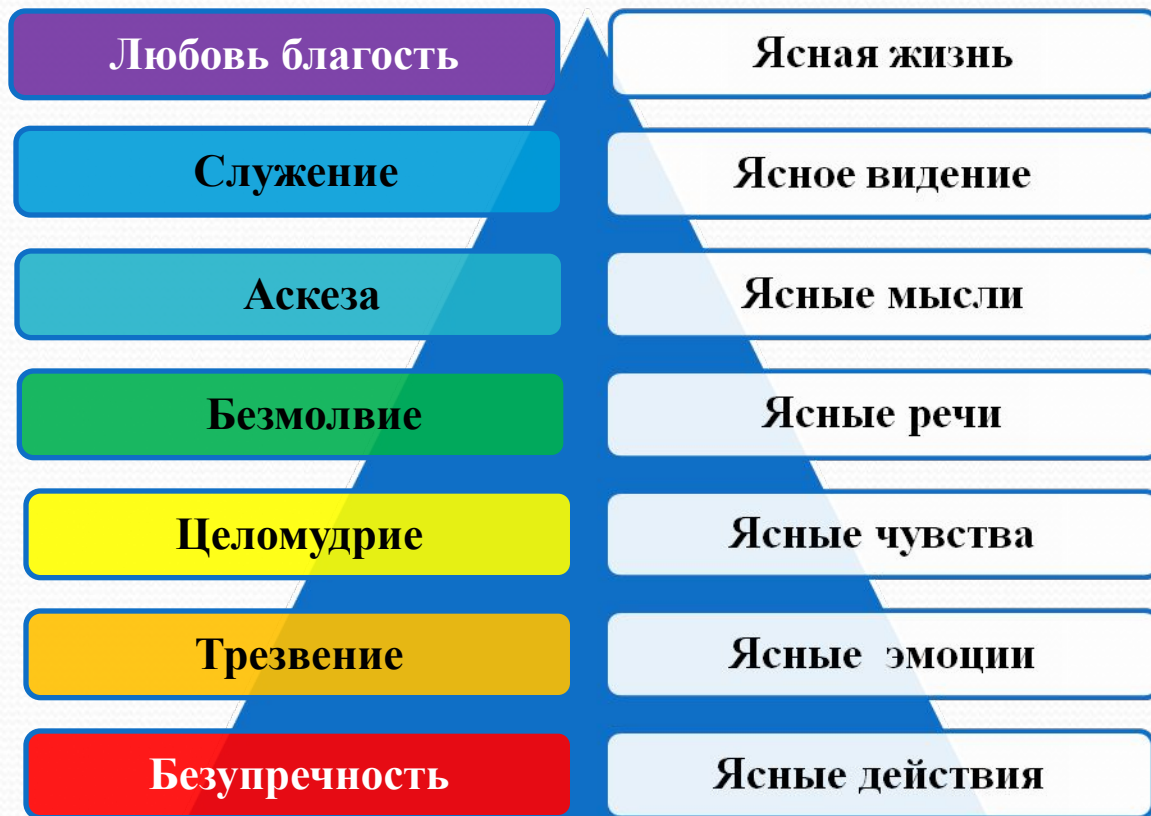 Любовь благость
Ясная жизнь
Служение
Ясное видение
Аскеза
Ясные мысли
Безмолвие
Ясные речи
Целомудрие
Ясные чувства
Трезвение
Ясные эмоции
Безупречность
Ясные действия